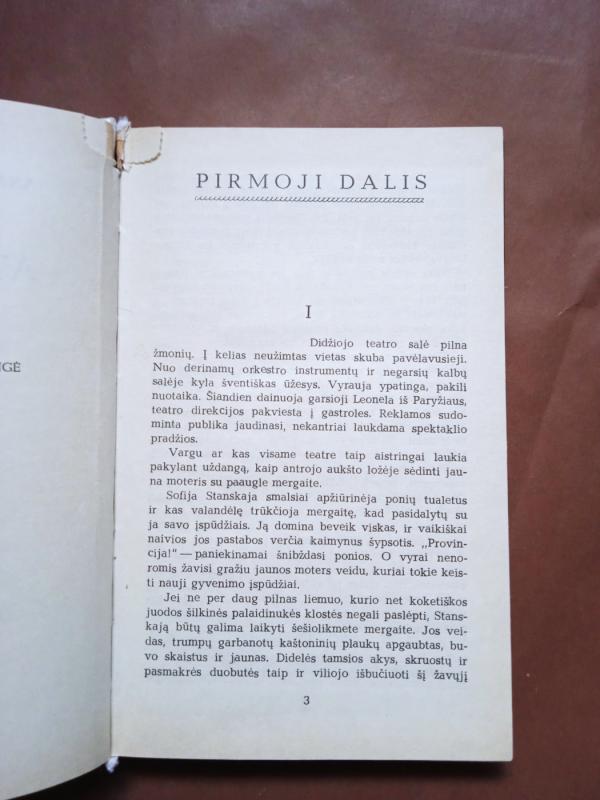 NGĖ
PIRMOJI DALIS
I
Didžiojo teatro salė pilna
žmonių. Į kelias neužimtas vietas skuba pavėlavusieji.
Nuo derinamų orkestro instrumentų ir negarsių kalbų
salėje kyla šventiškas ūžesys. Vyrauja ypatinga, pakili
nuotaika. Šiandien dainuoja garsioji Leonela iš Paryžiaus,
teatro direkcijos pakviesta į gastroles. Reklamos sudo-
minta publika jaudinasi, nekantriai laukdama spektaklio
pradžios.
Vargu ar kas visame teatre taip aistringai laukia
pakylant uždangą, kaip antrojo aukšto ložėje sėdinti jau-
na moteris su paaugle mergaite.
Sofija Stanskaja smalsiai apžiūrinėja ponių tualetus
ir kas valandėlę trūkčioja mergaitę, kad pasidalytų su
ja savo įspūdžiais. Ją domina beveik viskas, ir vaikiškai
naivios jos pastabos verčia kaimynus šypsotis. „Provin-
cija!" — paniekinamai šnibždasi ponios. O vyrai neno-
romis žavisi gražiu jaunos moters veidu, kuriai tokie keis-
ti nauji gyvenimo įspūdžiai.
Jei ne per daug pilnas liemuo, kurio net koketiškos
juodos šilkinės palaidinukės klostės negali paslėpti, Stans-
kają būtų galima laikyti šešiolikmete mergaite. Jos vei-
das, trumpų garbanotų kaštoninių plaukų apgaubtas, bu-
vo skaistus ir jaunas. Didelės tamsios akys, skruostų ir
pasmakrės duobutės taip ir viliojo išbučiuoti šį žavųjį
3